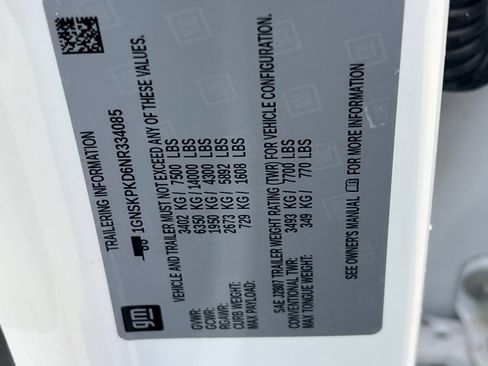 TRAILERING INFORMATION
1GNSKPKD6NR334085
VEHICLE AND TRAILER MUST NOT EXCEED ANY OF THESE VALUES.
GVWR: 3402 KG / 7500 LBS
GCWR: 6350 KG / 14000 LBS
RGAWR: 1950 KG / 4300 LBS
CURB WEIGHT: 2673 KG / 5892 LBS
MAX PAYLOAD: 729 KG / 1608 LBS
SAE J2807 TRAILER WEIGHT RATING (TWR) FOR VEHICLE CONFIGURATION.
CONVENTIONAL TWR: 3493 KG / 7700 LBS
MAX TONGUE WEIGHT: 349 KG / 770 LBS
SEE OWNER'S MANUAL FOR MORE INFORMATION
gm